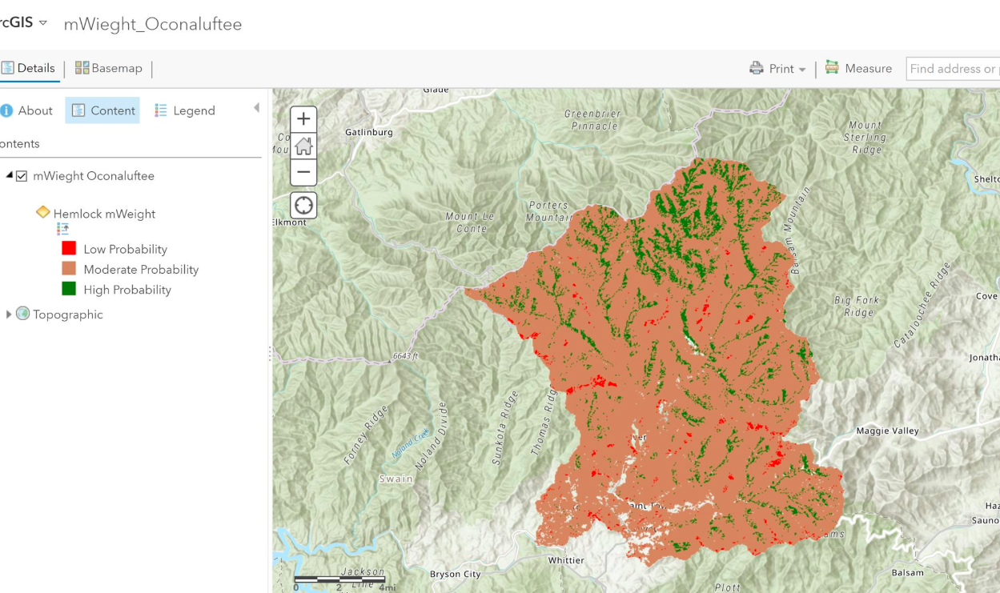 rcGIS mWieght_Oconaluftee
Details Basemap Print Measure Find address or p
About Content Legend
ontents
mWieght Oconaluftee
Hemlock mWeight
Low Probability
Moderate Probability
High Probability
Topographic
Glade
Gatlinburg
Greenbrier
Pinnacle
Mount
Sterling
Ridge
Shelto
Elkmont
Mount Le
Conte
Porters
Mountain
Balsam Mountain
Big Fork
Ridge
Cataloochee Ridge
Cove
Jonatha
6643 ft
Forney Ridge
Noland Creek
Noland Divide
Sunkota Ridge
Thomas Ridg
Maggie Valley
Swain
Haz
Sauno
ams
Whittier
Bryson City
Balsam
Jackson
Line
Plott
0 2 4mi